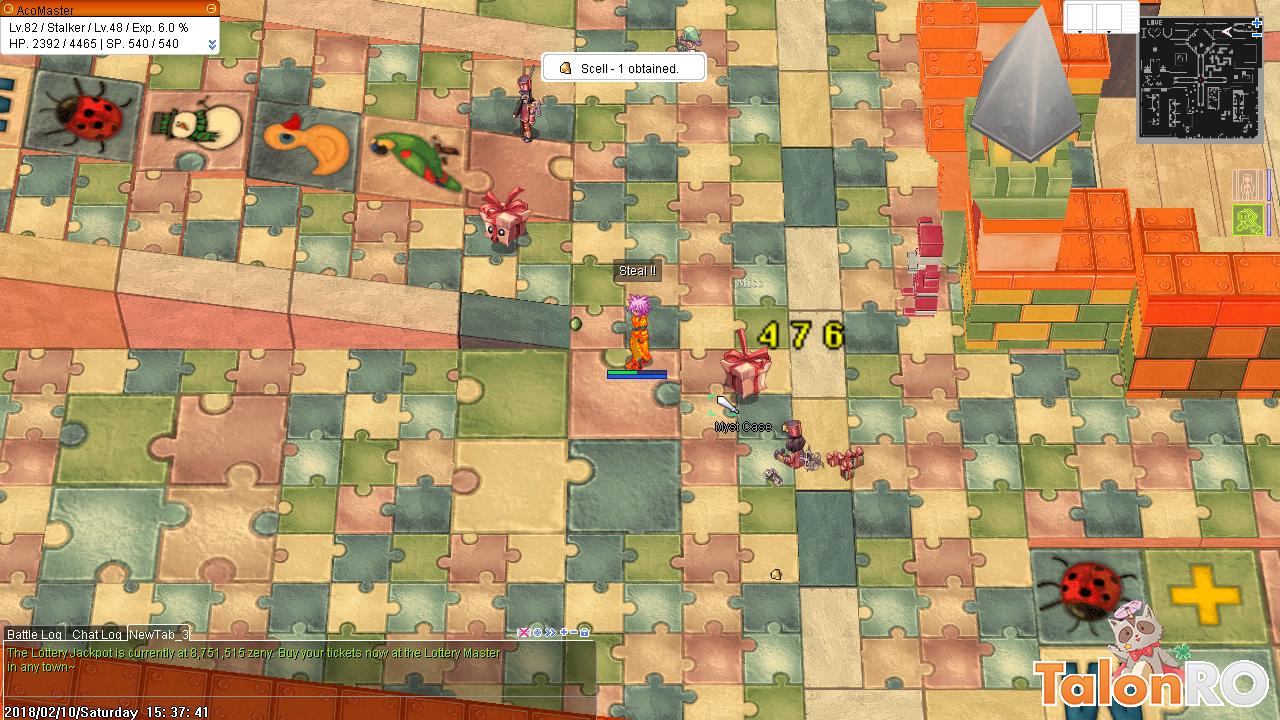 AcoMaster
Lv.82 / Stalker / Lv.48 / Exp. 6.0 %
HP. 2392 / 4465 | SP. 540 / 540
Scell - 1 obtained.
LOVE
I♡U
Steal !!
Miss
476
Myst Case
Battle Log
Chat Log
NewTab_3
The Lottery Jackpot is currently at 8,751,515 zeny. Buy your tickets now at the Lottery Master
in any town~
2018/02/10/Saturday 15:37:41
TalonRO